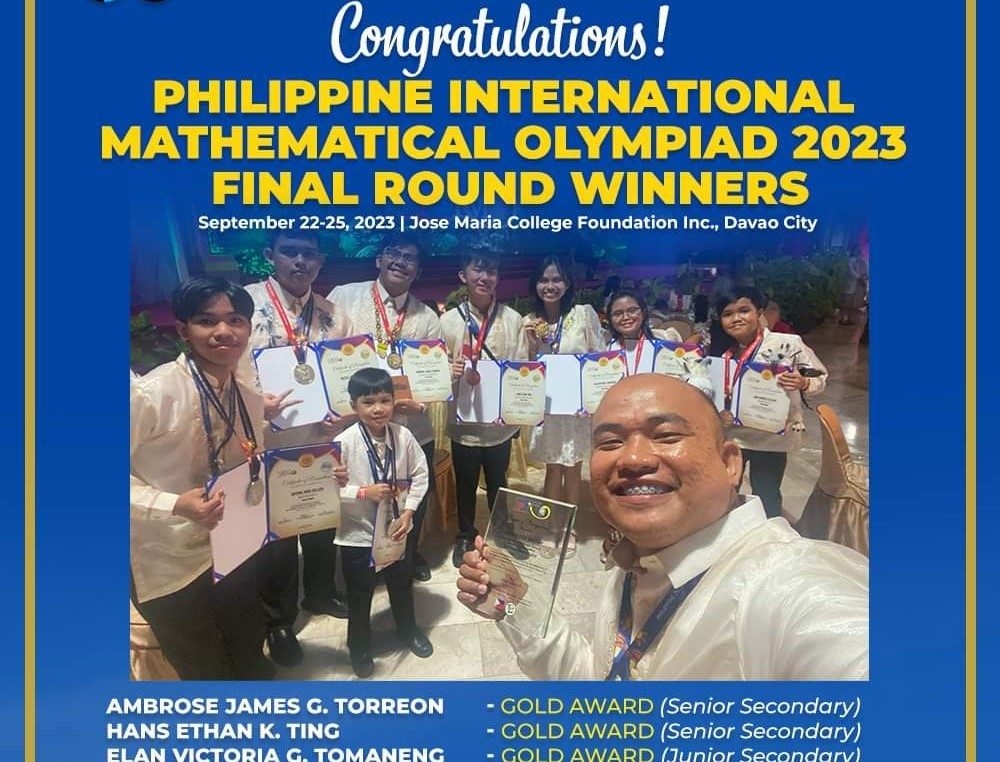 Congratulations!
PHILIPPINE INTERNATIONAL
MATHEMATICAL OLYMPIAD 2023
FINAL ROUND WINNERS
September 22-25, 2023 | Jose Maria College Foundation Inc., Davao City
AMBROSE JAMES G. TORREON - GOLD AWARD (Senior Secondary)
HANS ETHAN K. TING - GOLD AWARD (Senior Secondary)
ELAN VICTORIA G. TOMANENG - GOLD AWARD (Junior Secondary)